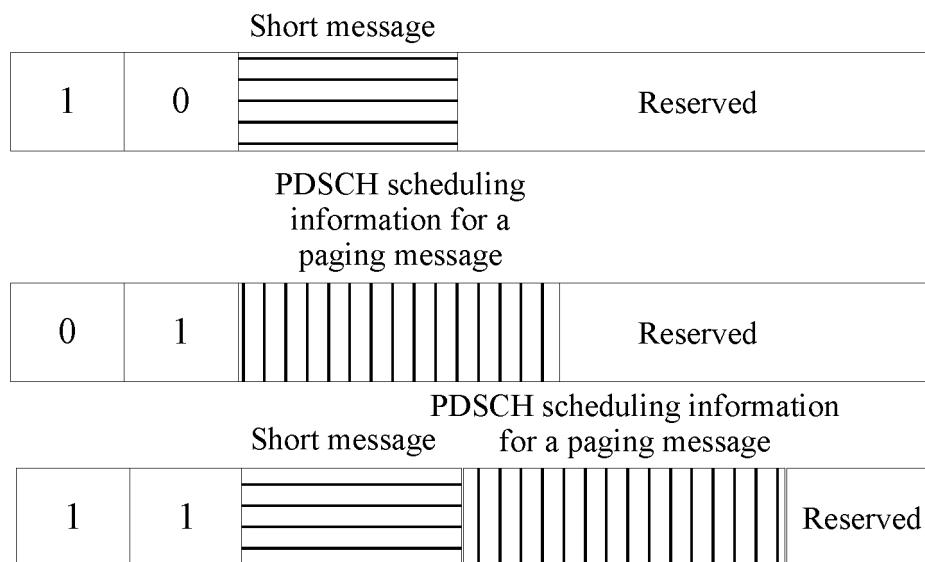 Short message
1 0 Reserved
PDSCH scheduling
information for a
paging message
0 1 Reserved
PDSCH scheduling information
for a paging message
Short message
1 1 Reserved